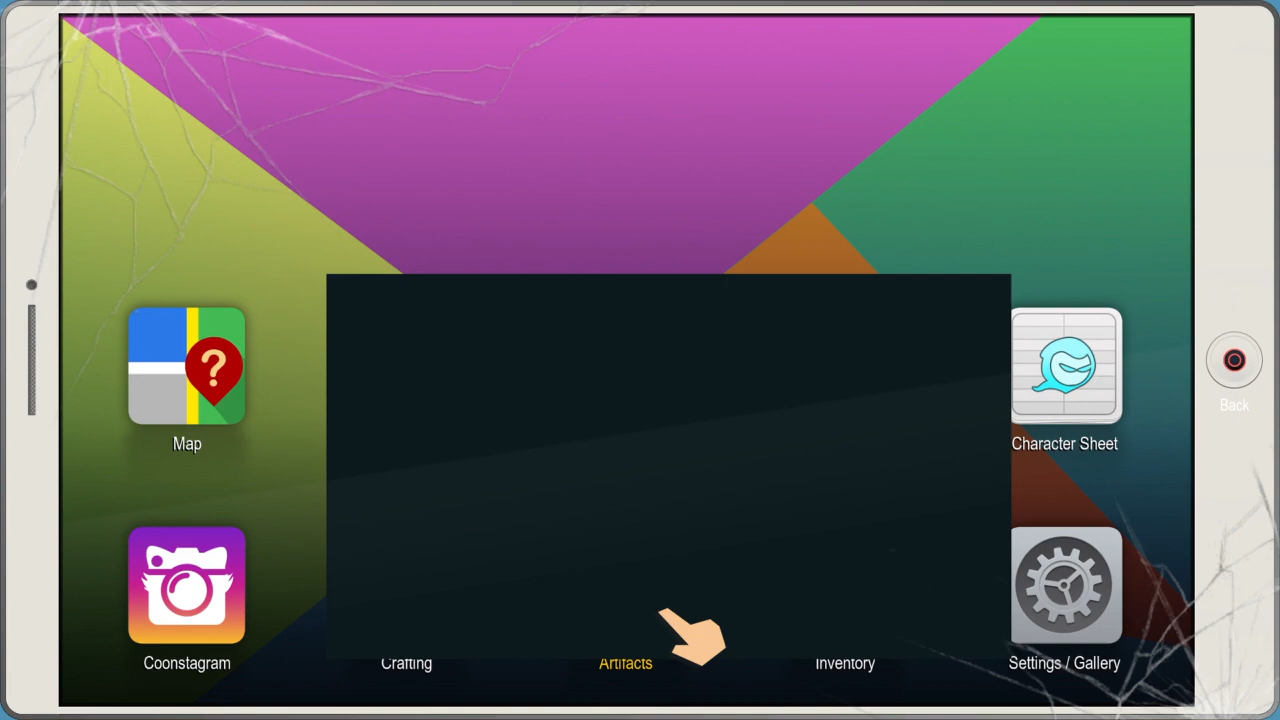 ?
Map
Character Sheet
Back
Coonstagram
Crafting
Artifacts
Inventory
Settings / Gallery